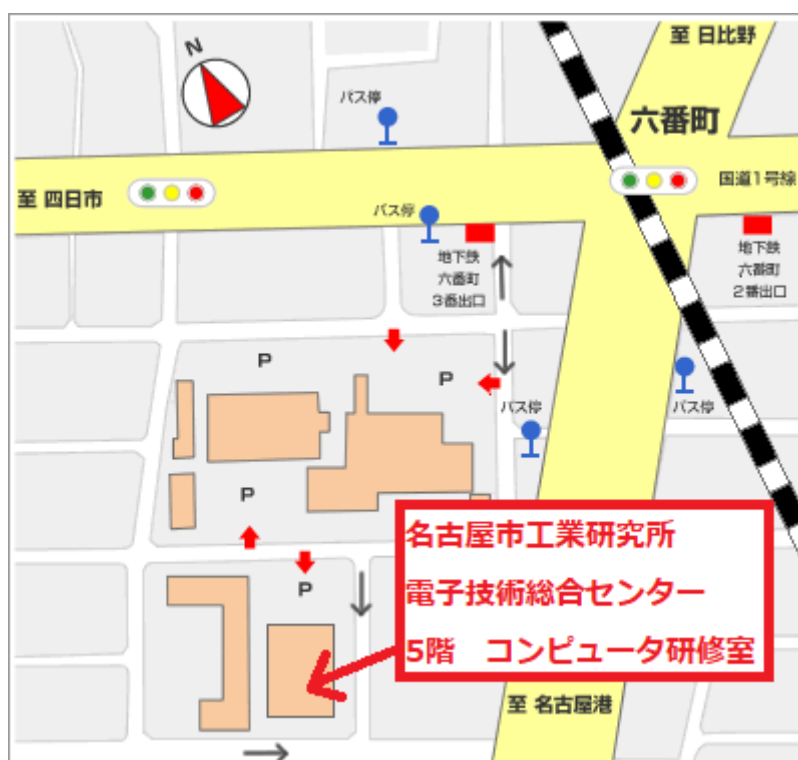 至 日比野
N
バス停
六番町
国道1号線
至 四日市
バス停
地下鉄
六番町
3番出口
地下鉄
六番町
2番出口
P
P
バス停
バス停
P
名古屋市工業研究所
電子技術総合センター
5階 コンピュータ研修室
P
至 名古屋港